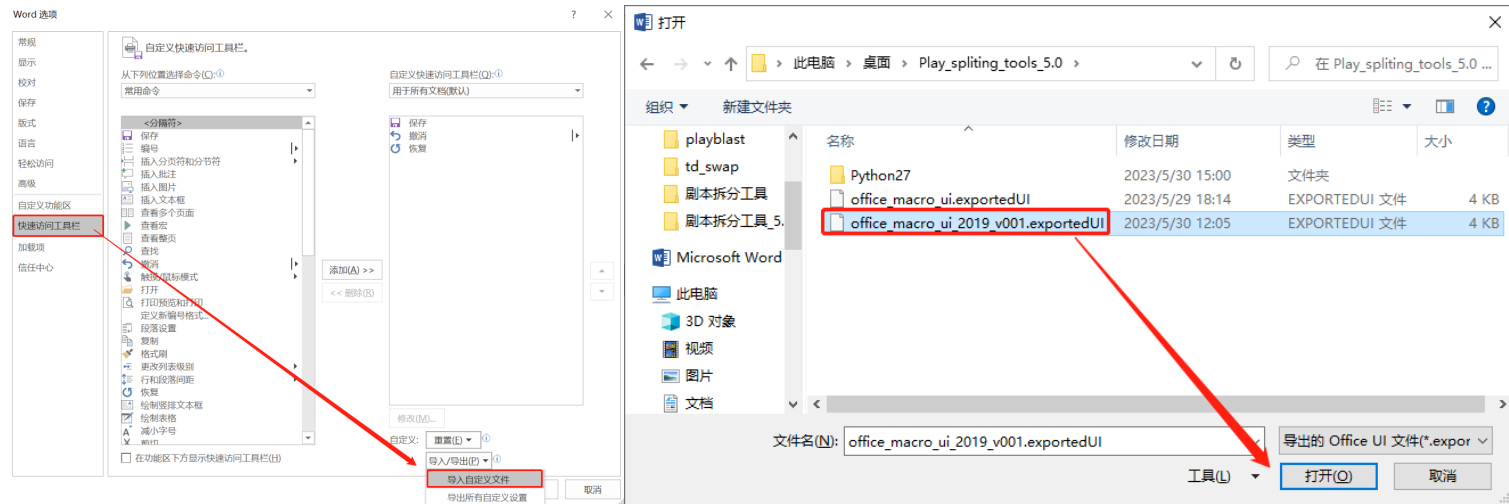 Word 选项
?
×
常规
显示
校对
保存
版式
语言
轻松访问
高级
自定义功能区
快速访问工具栏
加载项
信任中心
自定义快速访问工具栏。
从下列位置选择命令(C):
常用命令
<分隔符>
保存
编号
插入分页符和分节符
插入批注
插入图片
插入文本框
查看多个页面
查看宏
查看整页
查找
撤消
触摸/鼠标模式
打开
打印预览和打印
定义新编号格式...
段落设置
复制
格式刷
更改列表级别
行和段落间距
恢复
绘制竖排文本框
绘制表格
减小字号
剪切
在功能区下方显示快速访问工具栏(H)
添加(A) >>
<< 删除(R)
自定义快速访问工具栏(Q):
用于所有文档(默认)
保存
撤消
恢复
修改(M)...
自定义:
重置(E)
导入/导出(P)
导入自定义文件
导出所有自定义设置
取消
打开
此电脑 › 桌面 › Play_spliting_tools_5.0 ›
在 Play_spliting_tools_5.0 ...
组织
新建文件夹
playblast
td_swap
剧本拆分工具
剧本拆分工具_5.
Microsoft Word
此电脑
3D 对象
视频
图片
文档
名称 修改日期 类型 大小
Python27 2023/5/30 15:00 文件夹
office_macro_ui.exportedUI 2023/5/29 18:14 EXPORTEDUI 文件 4 KB
office_macro_ui_2019_v001.exportedUI 2023/5/30 12:05 EXPORTEDUI 文件 4 KB
文件名(N): office_macro_ui_2019_v001.exportedUI
导出的 Office UI 文件(*.expor
工具(L)
打开(O)
取消